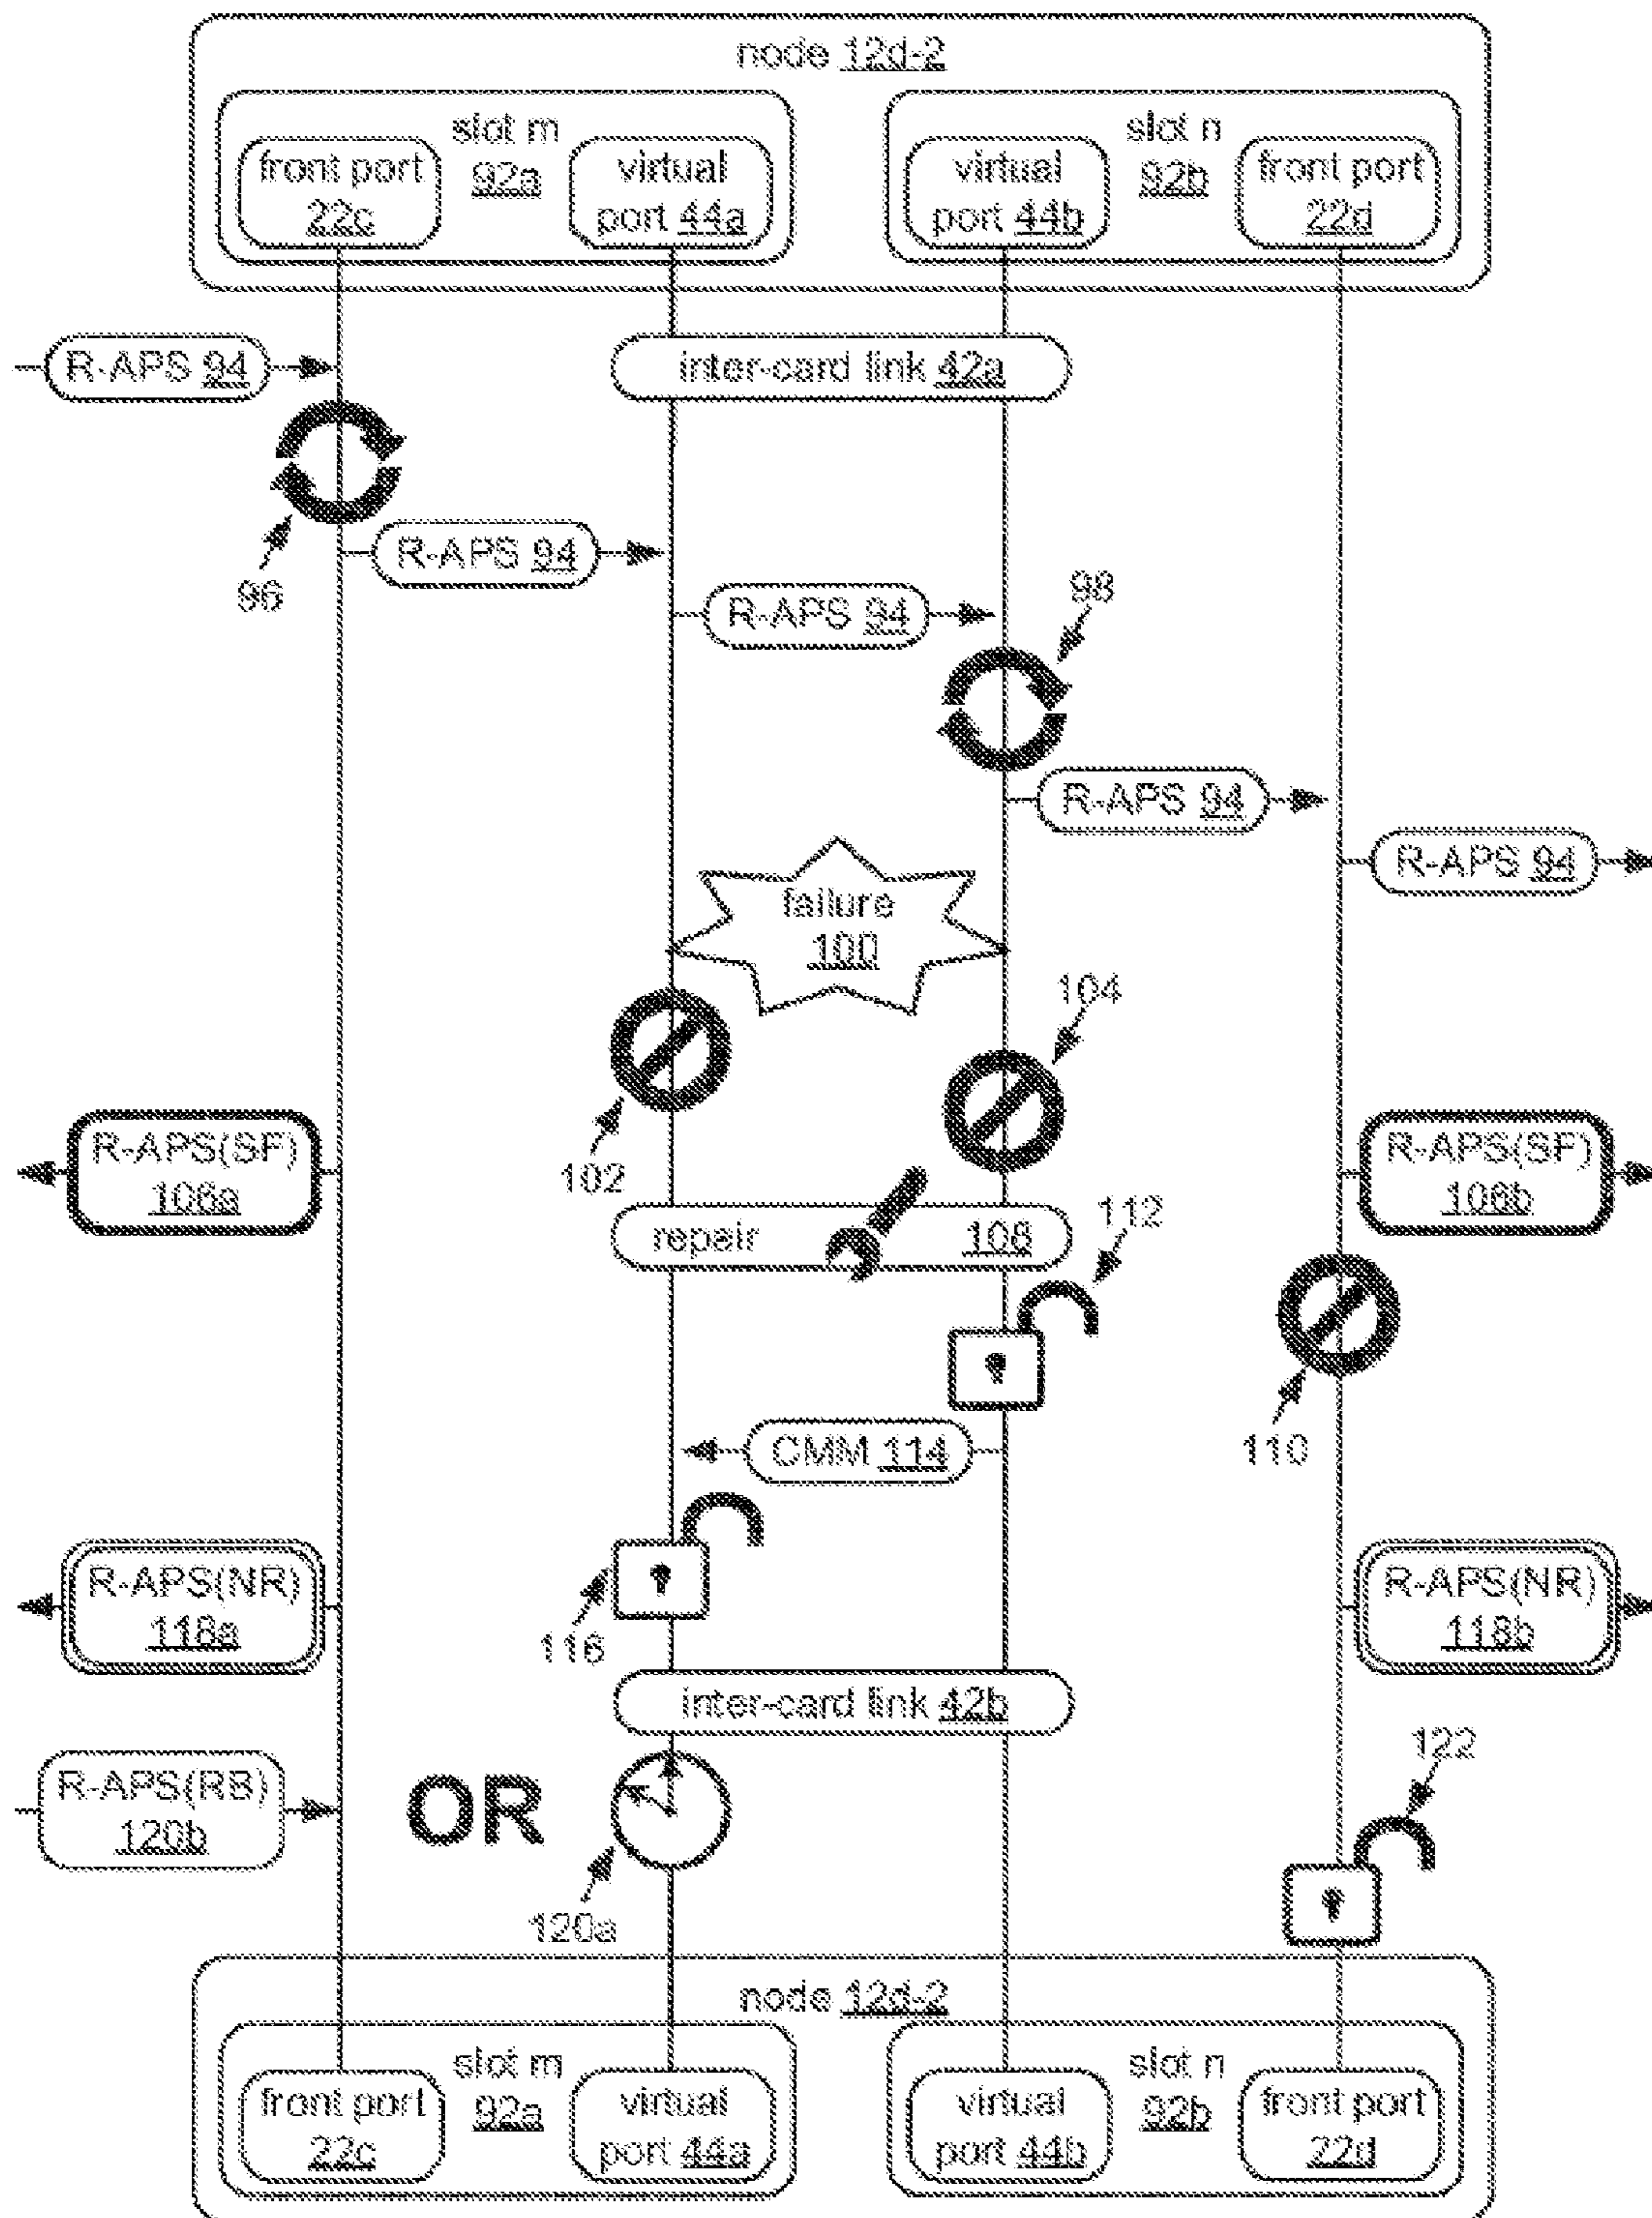 node 12d-2
slot m
92a
front port
22c
virtual
port 44a
slot n
92b
virtual
port 44b
front port
22d
R-APS 94
inter-card link 42a
96
R-APS 94
R-APS 94
98
R-APS 94
R-APS 94
failure
100
102
104
R-APS(SF)
106a
R-APS(SF)
106b
repair 108
110
112
CMM 114
116
R-APS(NR)
118a
R-APS(NR)
118b
inter-card link 42b
R-APS(RB)
120b
OR
120a
122
node 12d-2
slot m
92a
front port
22c
virtual
port 44a
slot n
92b
virtual
port 44b
front port
22d